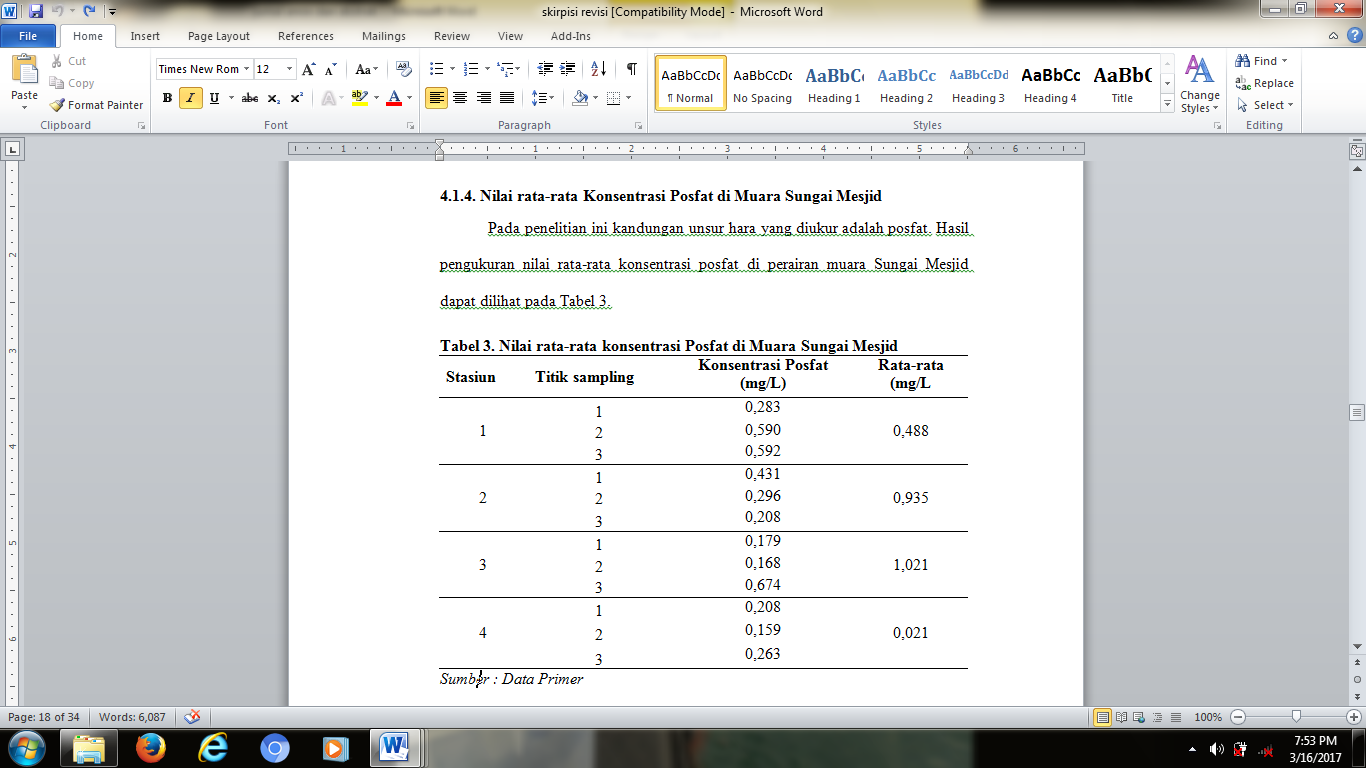 skirpisi revisi [Compatibility Mode] - Microsoft Word
File Home Insert Page Layout References Mailings Review View Add-Ins
Paste
Cut
Copy
Format Painter
Times New Rom 12
AaBbCcDc AaBbCcDc AaBbCc AaBbCc AaBbCcDd AaBbCc AaBbC
¶ Normal No Spacing Heading 1 Heading 2 Heading 3 Heading 4 Title
Change Styles
Find
Replace
Select
Clipboard Font Paragraph Styles Editing
4.1.4. Nilai rata-rata Konsentrasi Posfat di Muara Sungai Mesjid
Pada penelitian ini kandungan unsur hara yang diukur adalah posfat. Hasil
pengukuran nilai rata-rata konsentrasi posfat di perairan muara Sungai Mesjid
dapat dilihat pada Tabel 3.
Tabel 3. Nilai rata-rata konsentrasi Posfat di Muara Sungai Mesjid
Stasiun Titik sampling Konsentrasi Posfat (mg/L) Rata-rata (mg/L
1 0,283
1 2 0,590 0,488
3 0,592
1 0,431
2 2 0,296 0,935
3 0,208
1 0,179
3 2 0,168 1,021
3 0,674
1 0,208
4 2 0,159 0,021
3 0,263
Sumber : Data Primer
Page: 18 of 34 Words: 6,087 100%
7:53 PM
3/16/2017